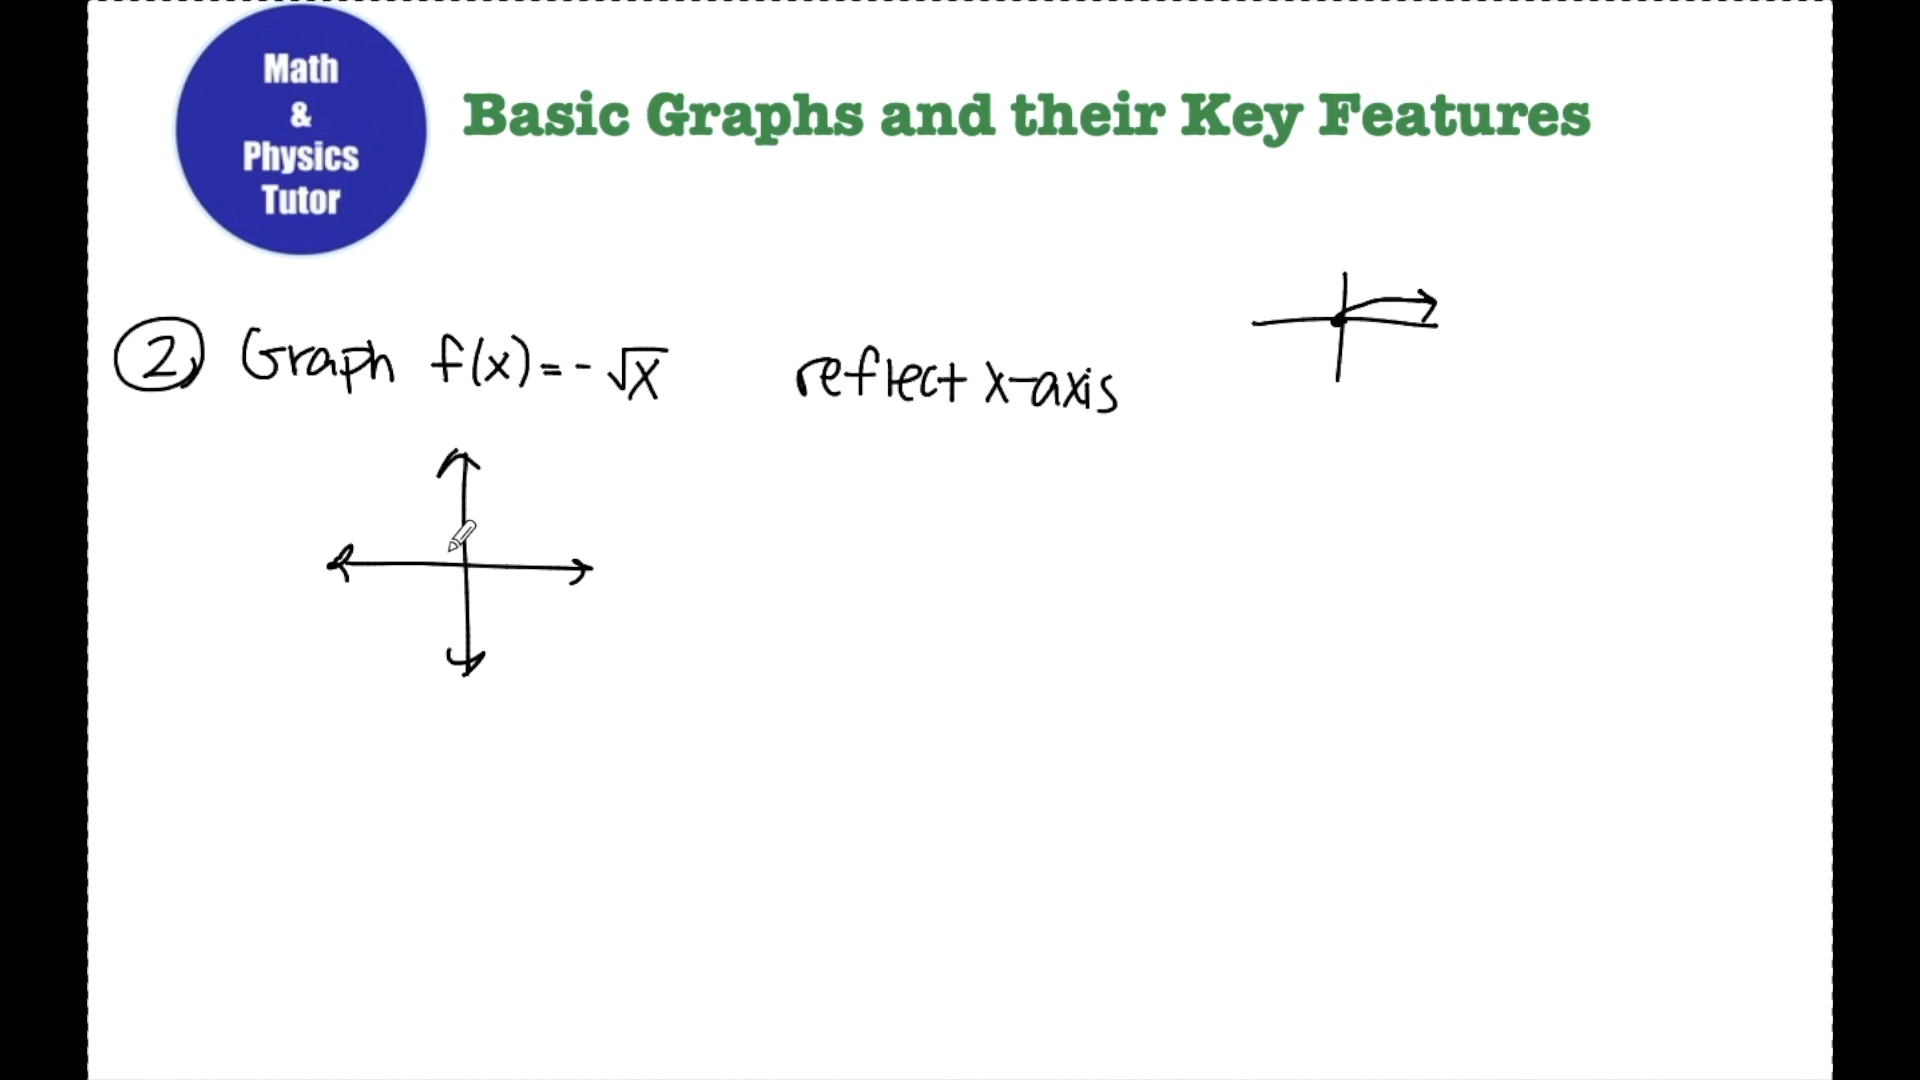 Math
&
Physics
Tutor
Basic Graphs and their Key Features
2) Graph f(x) = -√x reflect x-axis